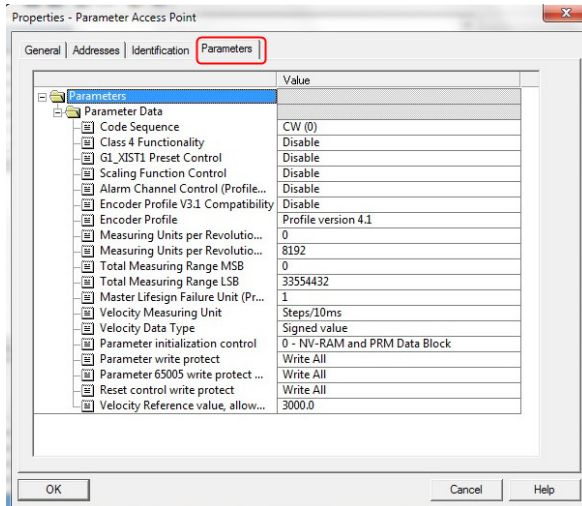 Properties - Parameter Access Point
General Addresses Identification Parameters
Value
Parameters
Parameter Data
Code Sequence CW (0)
Class 4 Functionality Disable
G1_XIST1 Preset Control Disable
Scaling Function Control Disable
Alarm Channel Control (Profile... Disable
Encoder Profile V3.1 Compatibility Disable
Encoder Profile Profile version 4.1
Measuring Units per Revolutio... 0
Measuring Units per Revolutio... 8192
Total Measuring Range MSB 0
Total Measuring Range LSB 33554432
Master Lifesign Failure Unit (Pr... 1
Velocity Measuring Unit Steps/10ms
Velocity Data Type Signed value
Parameter initialization control 0 - NV-RAM and PRM Data Block
Parameter write protect Write All
Parameter 65005 write protect ... Write All
Reset control write protect Write All
Velocity Reference value, allow... 3000.0
OK Cancel Help